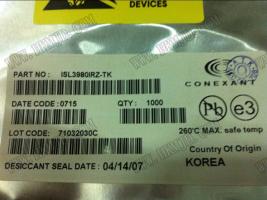 DEVICES
PART NO : ISL3980IRZ-TK
CONEXANT
DATE CODE : 0715 QTY : 1000
Pb e3
LOT CODE : 71032030C
260°C MAX. safe temp
Country Of Origin
KOREA
DESICCANT SEAL DATE : 04/14/07